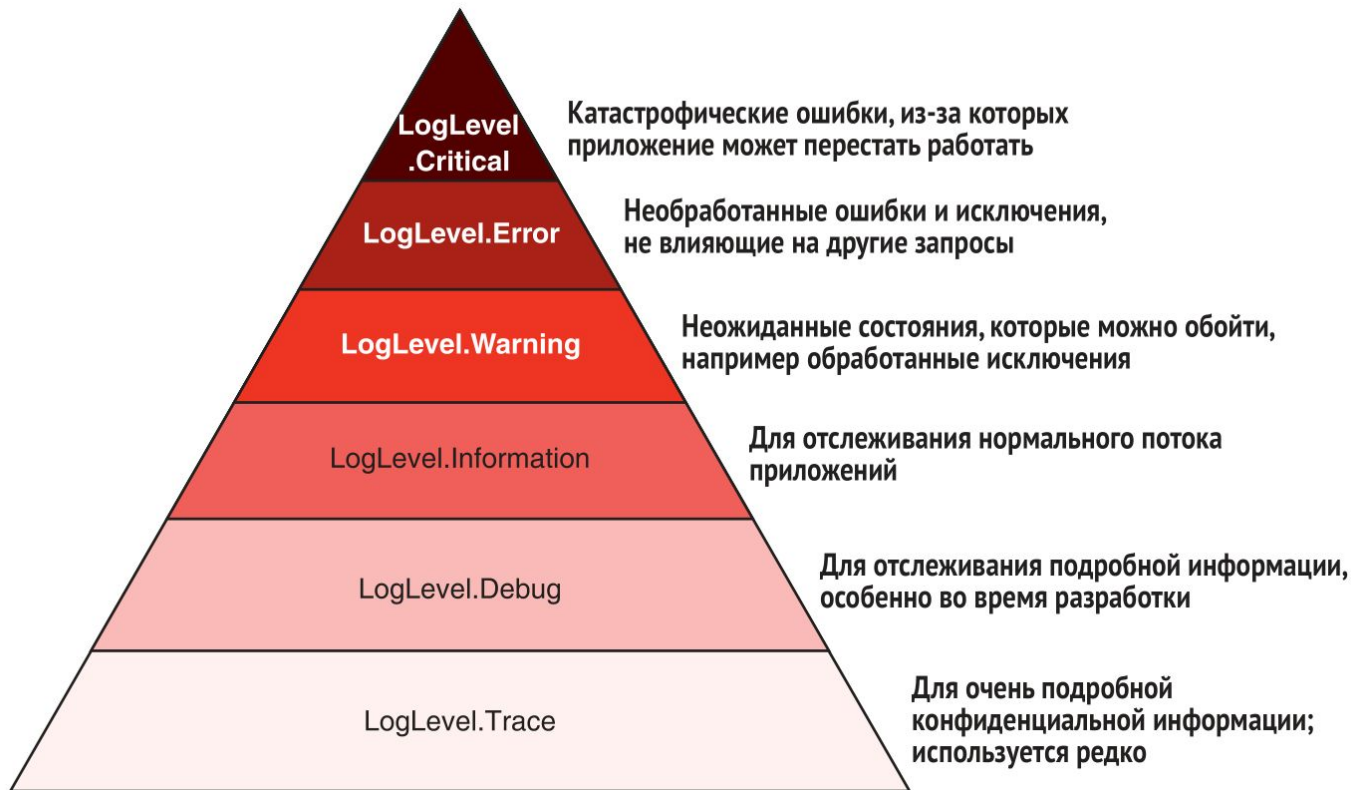 LogLevel
.Critical
Катастрофические ошибки, из-за которых
приложение может перестать работать
LogLevel.Error
Необработанные ошибки и исключения,
не влияющие на другие запросы
LogLevel.Warning
Неожиданные состояния, которые можно обойти,
например обработанные исключения
LogLevel.Information
Для отслеживания нормального потока
приложений
LogLevel.Debug
Для отслеживания подробной информации,
особенно во время разработки
LogLevel.Trace
Для очень подробной
конфиденциальной информации;
используется редко